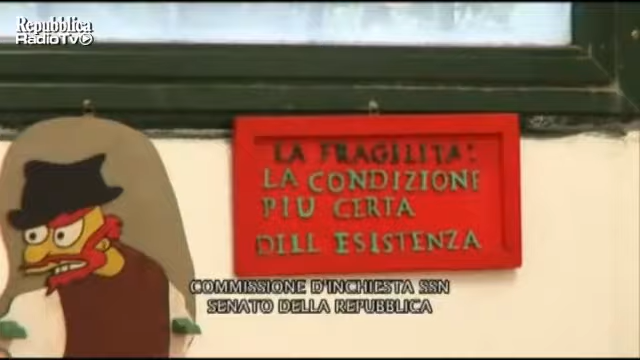 Repubblica
RadioTV
LA FRAGILITA:
LA CONDIZIONE
PIU CERTA
DELL ESISTENZA
COMMISSIONE D'INCHIESTA SSN
SENATO DELLA REPUBBLICA